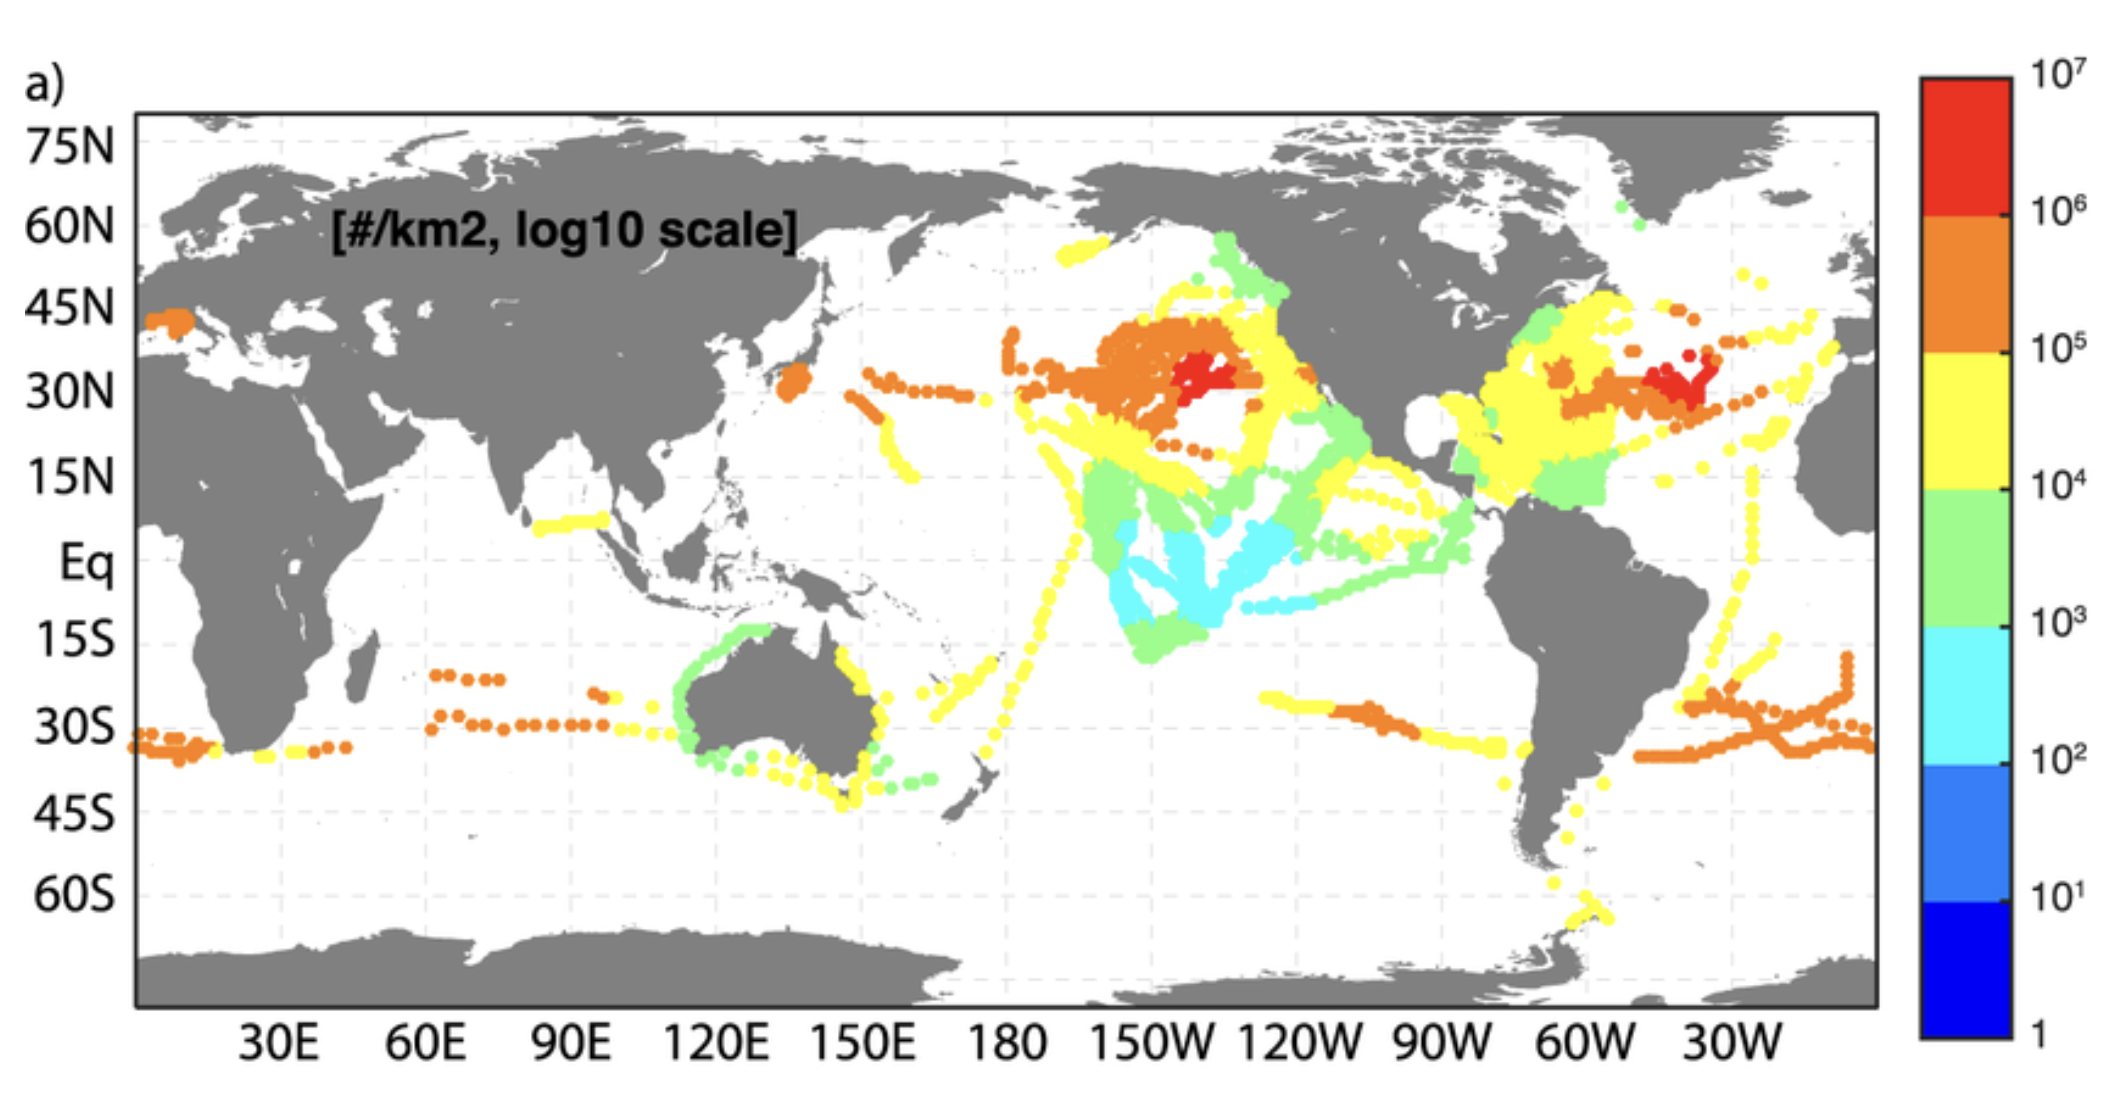 a)
[#/km2, log10 scale]
75N
60N
45N
30N
15N
Eq
15S
30S
45S
60S
30E 60E 90E 120E 150E 180 150W 120W 90W 60W 30W
10⁷
10⁶
10⁵
10⁴
10³
10²
10¹
1